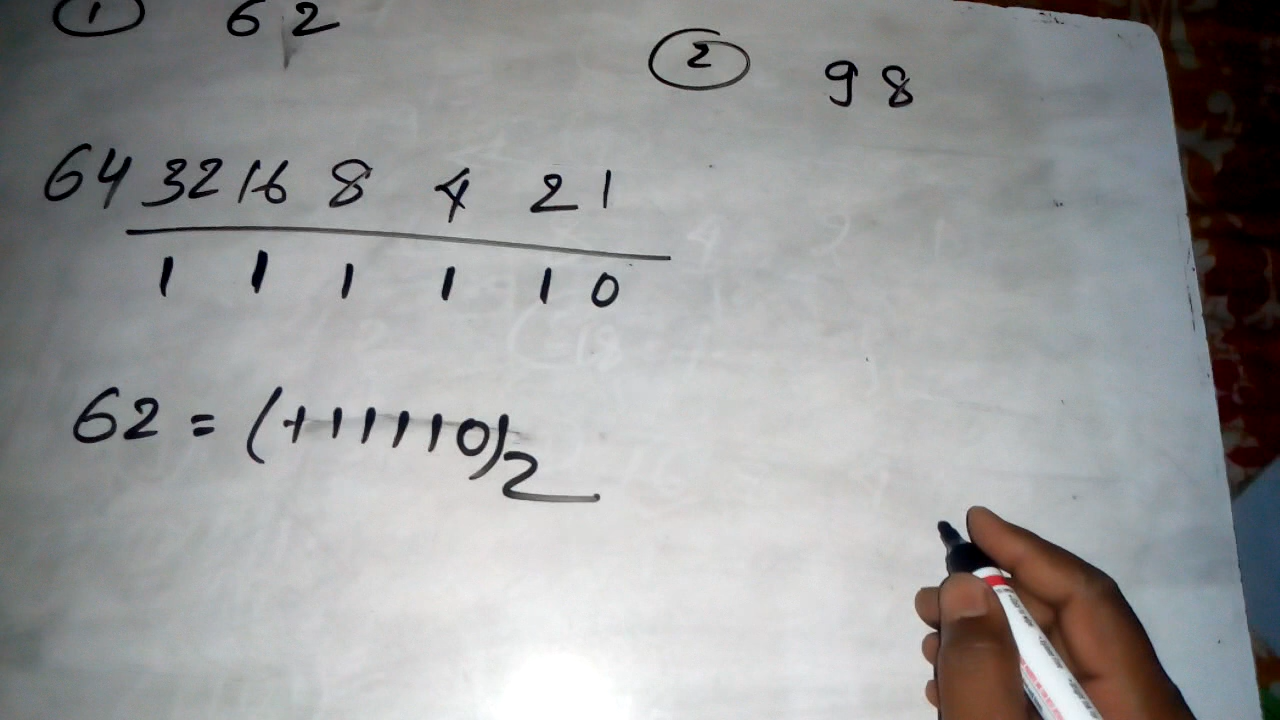 1 62
2 98
64 32 16 8 4 2 1
1 1 1 1 1 0
62 = (+11110)2